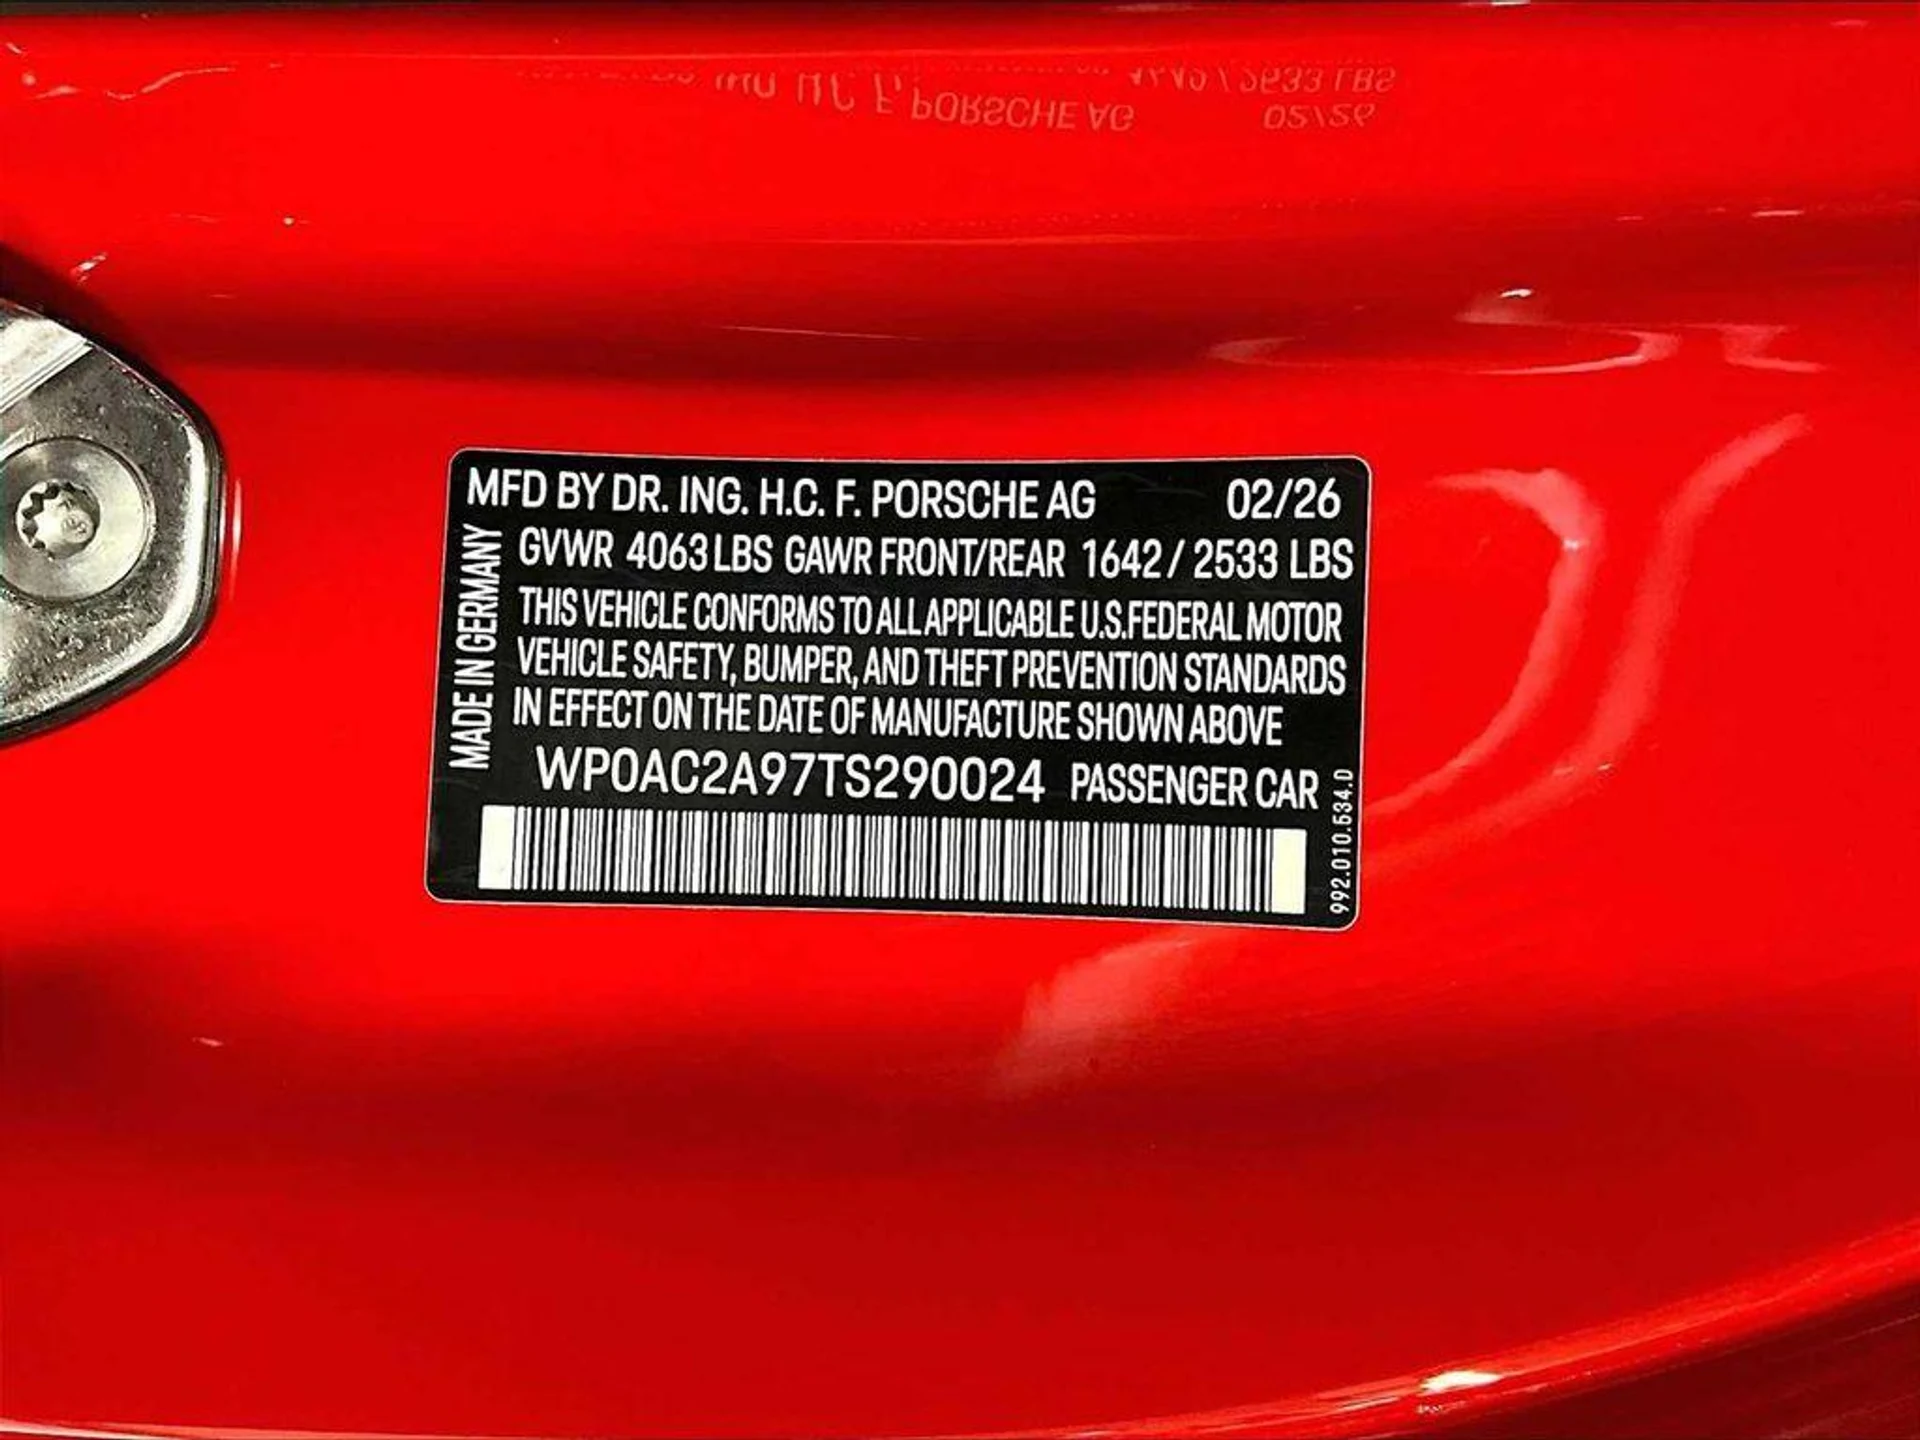 MFD BY DR. ING. H.C. F. PORSCHE AG 02/26
GVWR 4063 LBS GAWR FRONT/REAR 1642 / 2533 LBS
THIS VEHICLE CONFORMS TO ALL APPLICABLE U.S.FEDERAL MOTOR
VEHICLE SAFETY, BUMPER, AND THEFT PREVENTION STANDARDS
IN EFFECT ON THE DATE OF MANUFACTURE SHOWN ABOVE
WP0AC2A97TS290024 PASSENGER CAR
MADE IN GERMANY
992.010.534.D